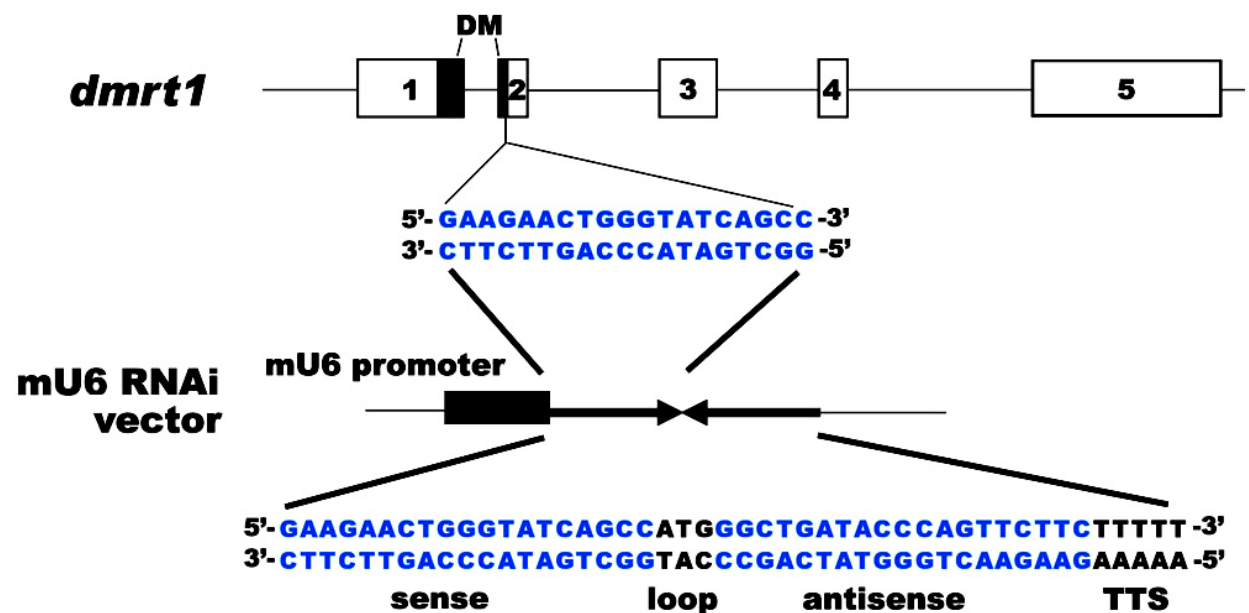 DM
dmrt1 1 2 3 4 5
5’-GAAGAACTGGGTATCAGCC-3’
3’-CTTCTTGACCCATAGTCGG-5’
mU6 promoter
mU6 RNAi
vector
5’-GAAGAACTGGGTATCAGCCATGGGCTGATACCCAGTTCTTCTTTTT-3’
3’-CTTCTTGACCCATAGTCGGTACCCGACTATGGGTCAAGAAGAAAAA-5’
sense loop antisense TTS